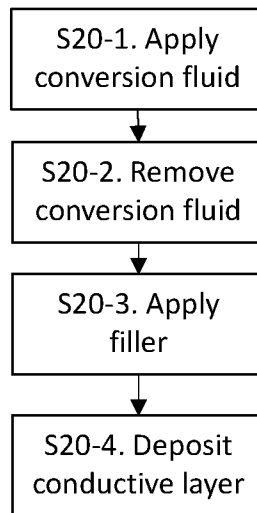 S20-1. Apply
conversion fluid
S20-2. Remove
conversion fluid
S20-3. Apply
filler
S20-4. Deposit
conductive layer